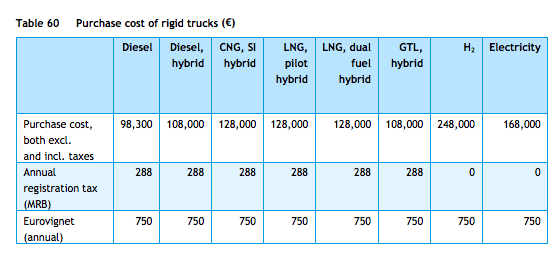 Table 60 Purchase cost of rigid trucks (€)
Diesel Diesel, CNG, SI LNG, LNG, dual GTL, H₂ Electricity
hybrid hybrid pilot fuel hybrid
hybrid hybrid
Purchase cost, 98,300 108,000 128,000 128,000 128,000 108,000 248,000 168,000
both excl.
and incl. taxes
Annual 288 288 288 288 288 288 0 0
registration tax
(MRB)
Eurovignet 750 750 750 750 750 750 750 750
(annual)